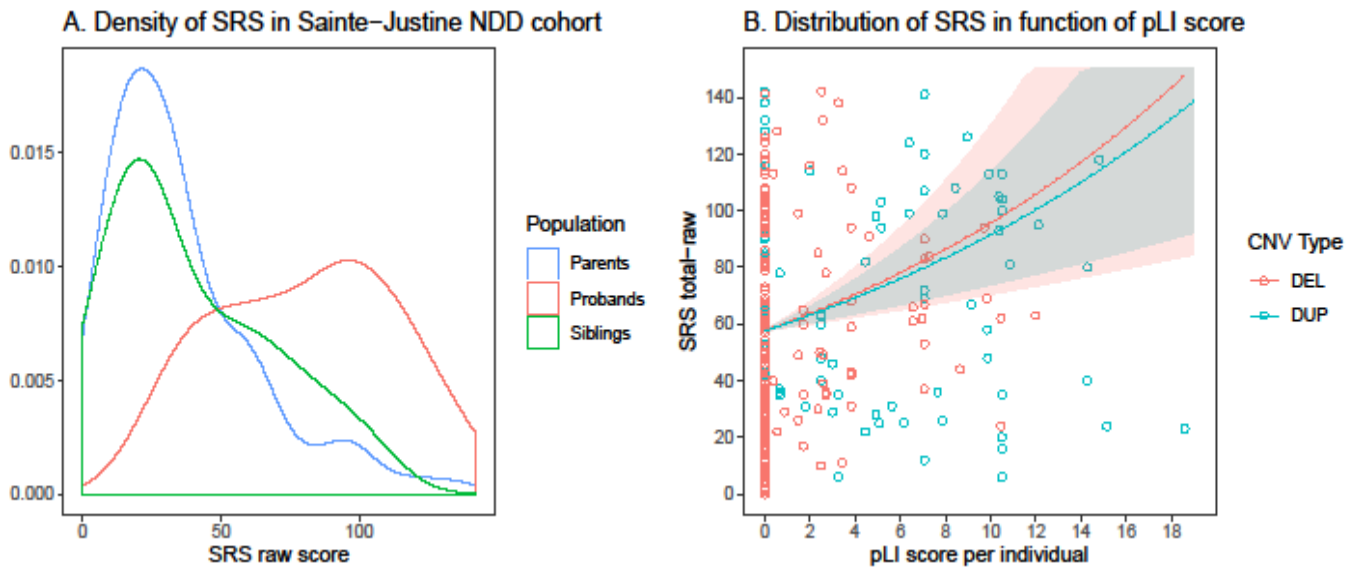 A. Density of SRS in Sainte−Justine NDD cohort
0.015
0.010
0.005
0.000
0 50 100
SRS raw score
Population
Parents
Probands
Siblings
B. Distribution of SRS in function of pLI score
SRS total−raw
140
120
100
80
60
40
20
0
0 2 4 6 8 10 12 14 16 18
pLI score per individual
CNV Type
DEL
DUP